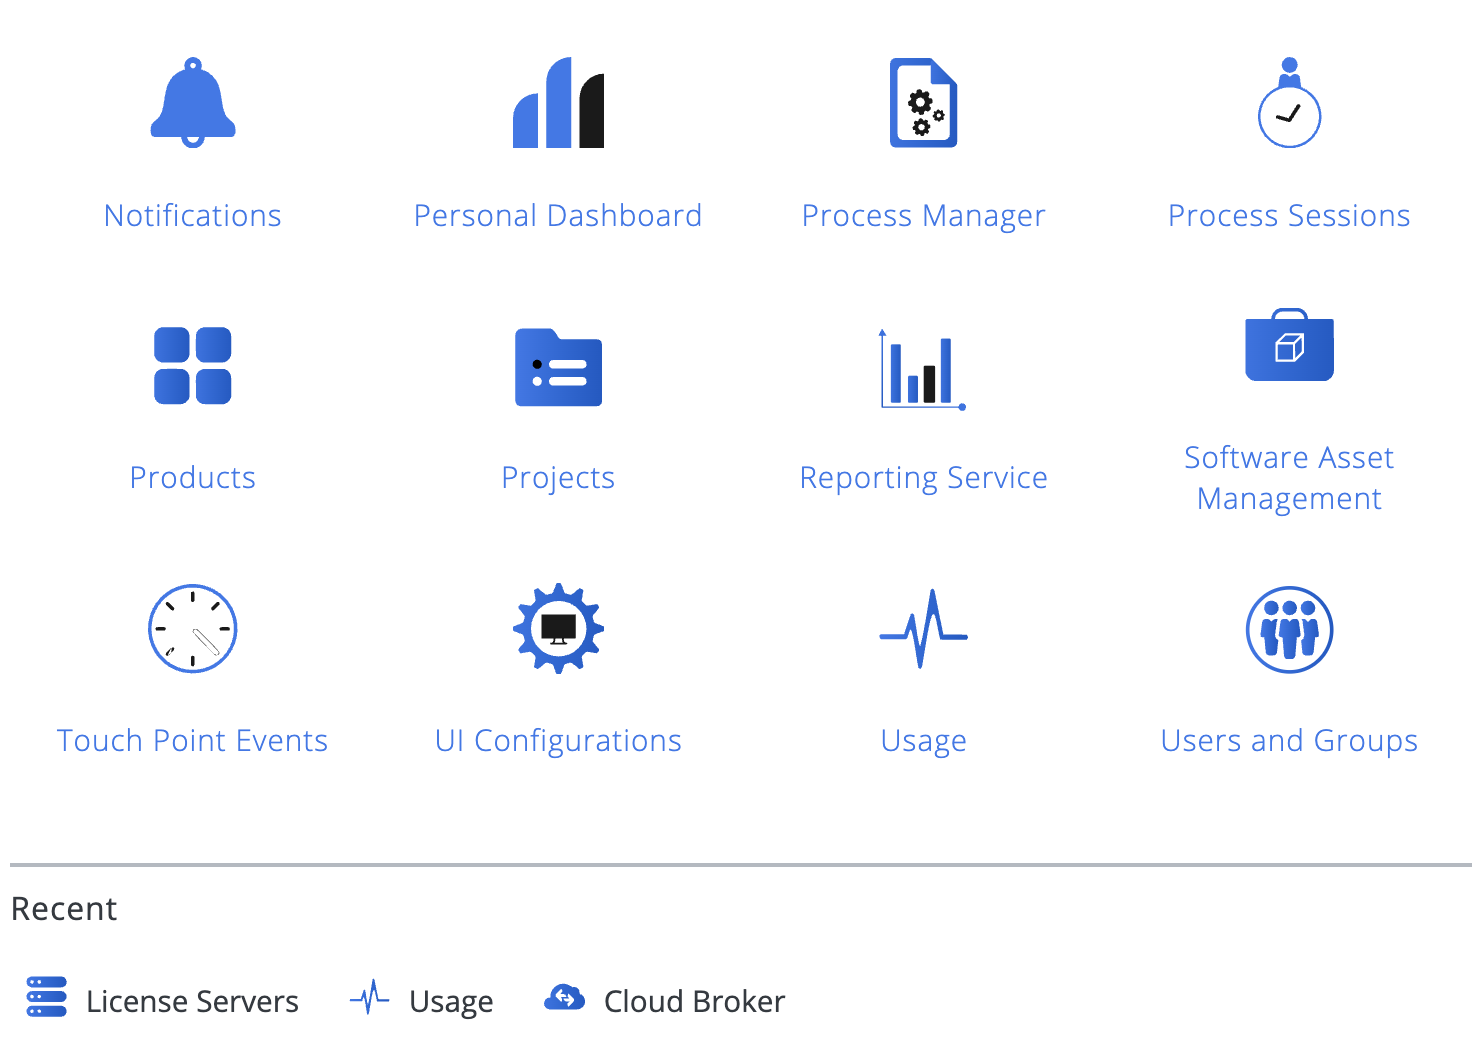 Notifications
Personal Dashboard
Process Manager
Process Sessions
Products
Projects
Reporting Service
Software Asset
Management
Touch Point Events
UI Configurations
Usage
Users and Groups
Recent
License Servers
Usage
Cloud Broker